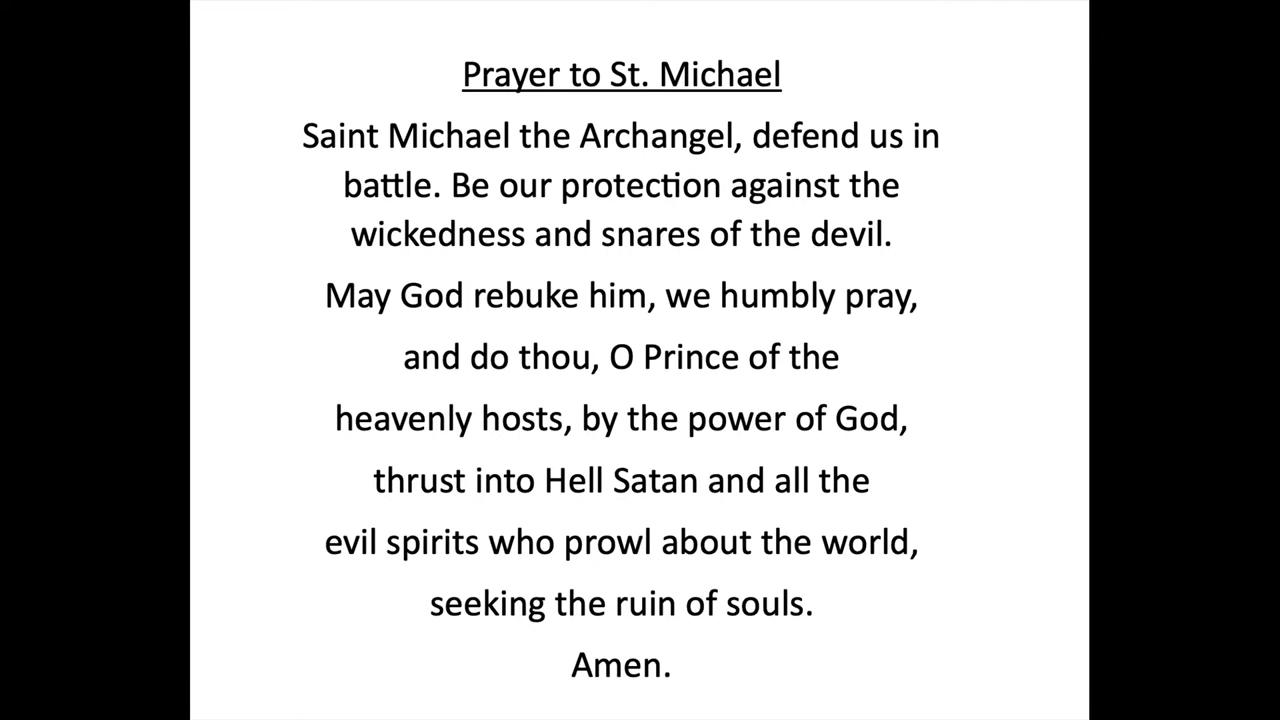 Prayer to St. Michael
Saint Michael the Archangel, defend us in
battle. Be our protection against the
wickedness and snares of the devil.
May God rebuke him, we humbly pray,
and do thou, O Prince of the
heavenly hosts, by the power of God,
thrust into Hell Satan and all the
evil spirits who prowl about the world,
seeking the ruin of souls.
Amen.